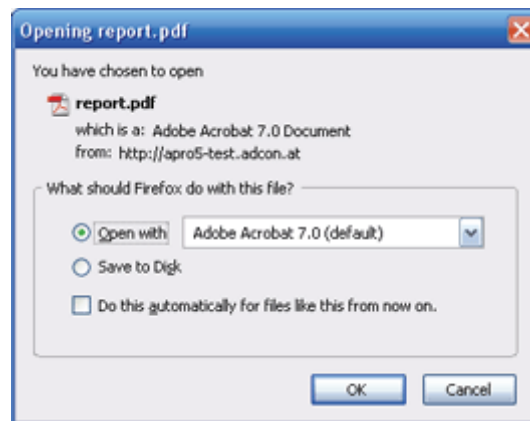 Opening report.pdf
You have chosen to open
report.pdf
which is a: Adobe Acrobat 7.0 Document
from: http://apro5-test.adcon.at
What should Firefox do with this file?
Open with Adobe Acrobat 7.0 (default)
Save to Disk
Do this automatically for files like this from now on.
OK Cancel